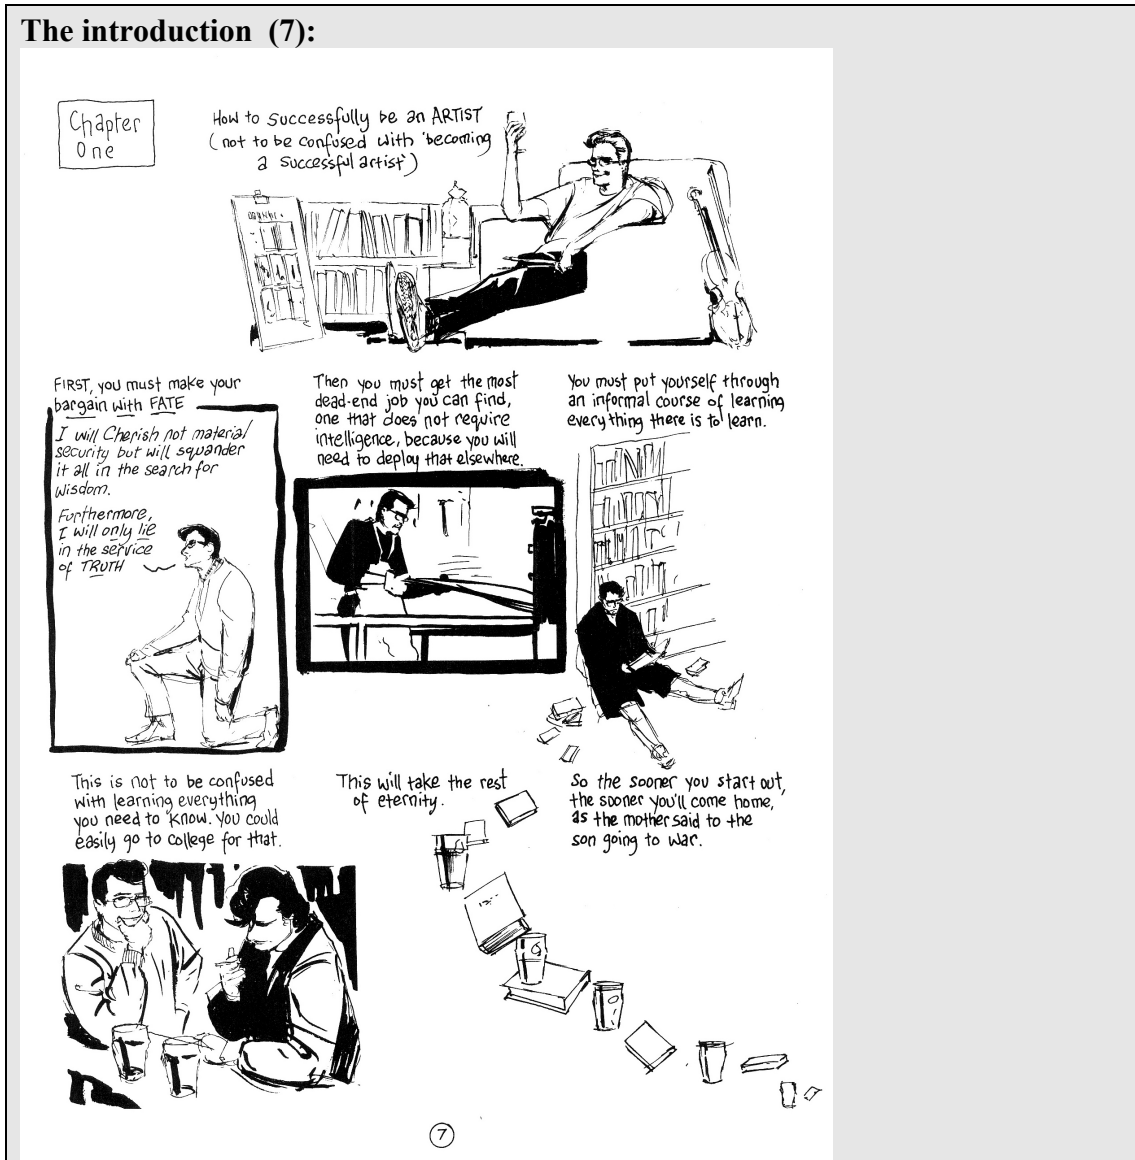 The introduction (7):
Chapter
One
How to successfully be an ARTIST
(not to be confused with 'becoming
a successful artist')
FIRST, you must make your
bargain with FATE
I will Cherish not material
security but will squander
it all in the search for
wisdom.
Furthermore,
I will only lie
in the service
of TRUTH
Then you must get the most
dead-end job you can find,
one that does not require
intelligence, because you will
need to deploy that elsewhere.
You must put yourself through
an informal course of learning
everything there is to learn.
This is not to be confused
with learning everything
you need to know. You could
easily go to college for that.
This will take the rest
of eternity.
So the sooner you start out,
the sooner you'll come home,
as the mother said to the
son going to war.
7